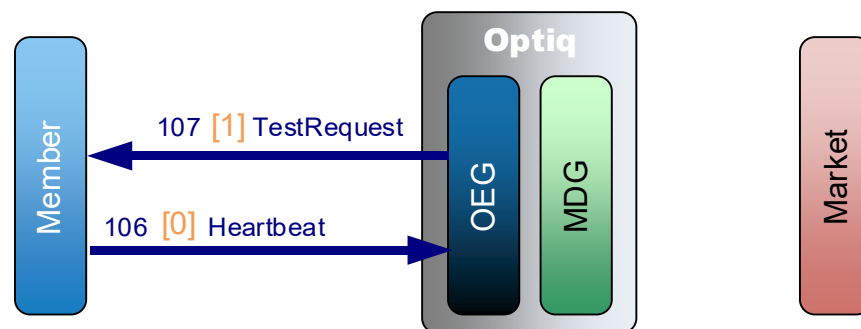 Optiq
107 [1] TestRequest
106 [0] Heartbeat
Member
OEG
MDG
Market